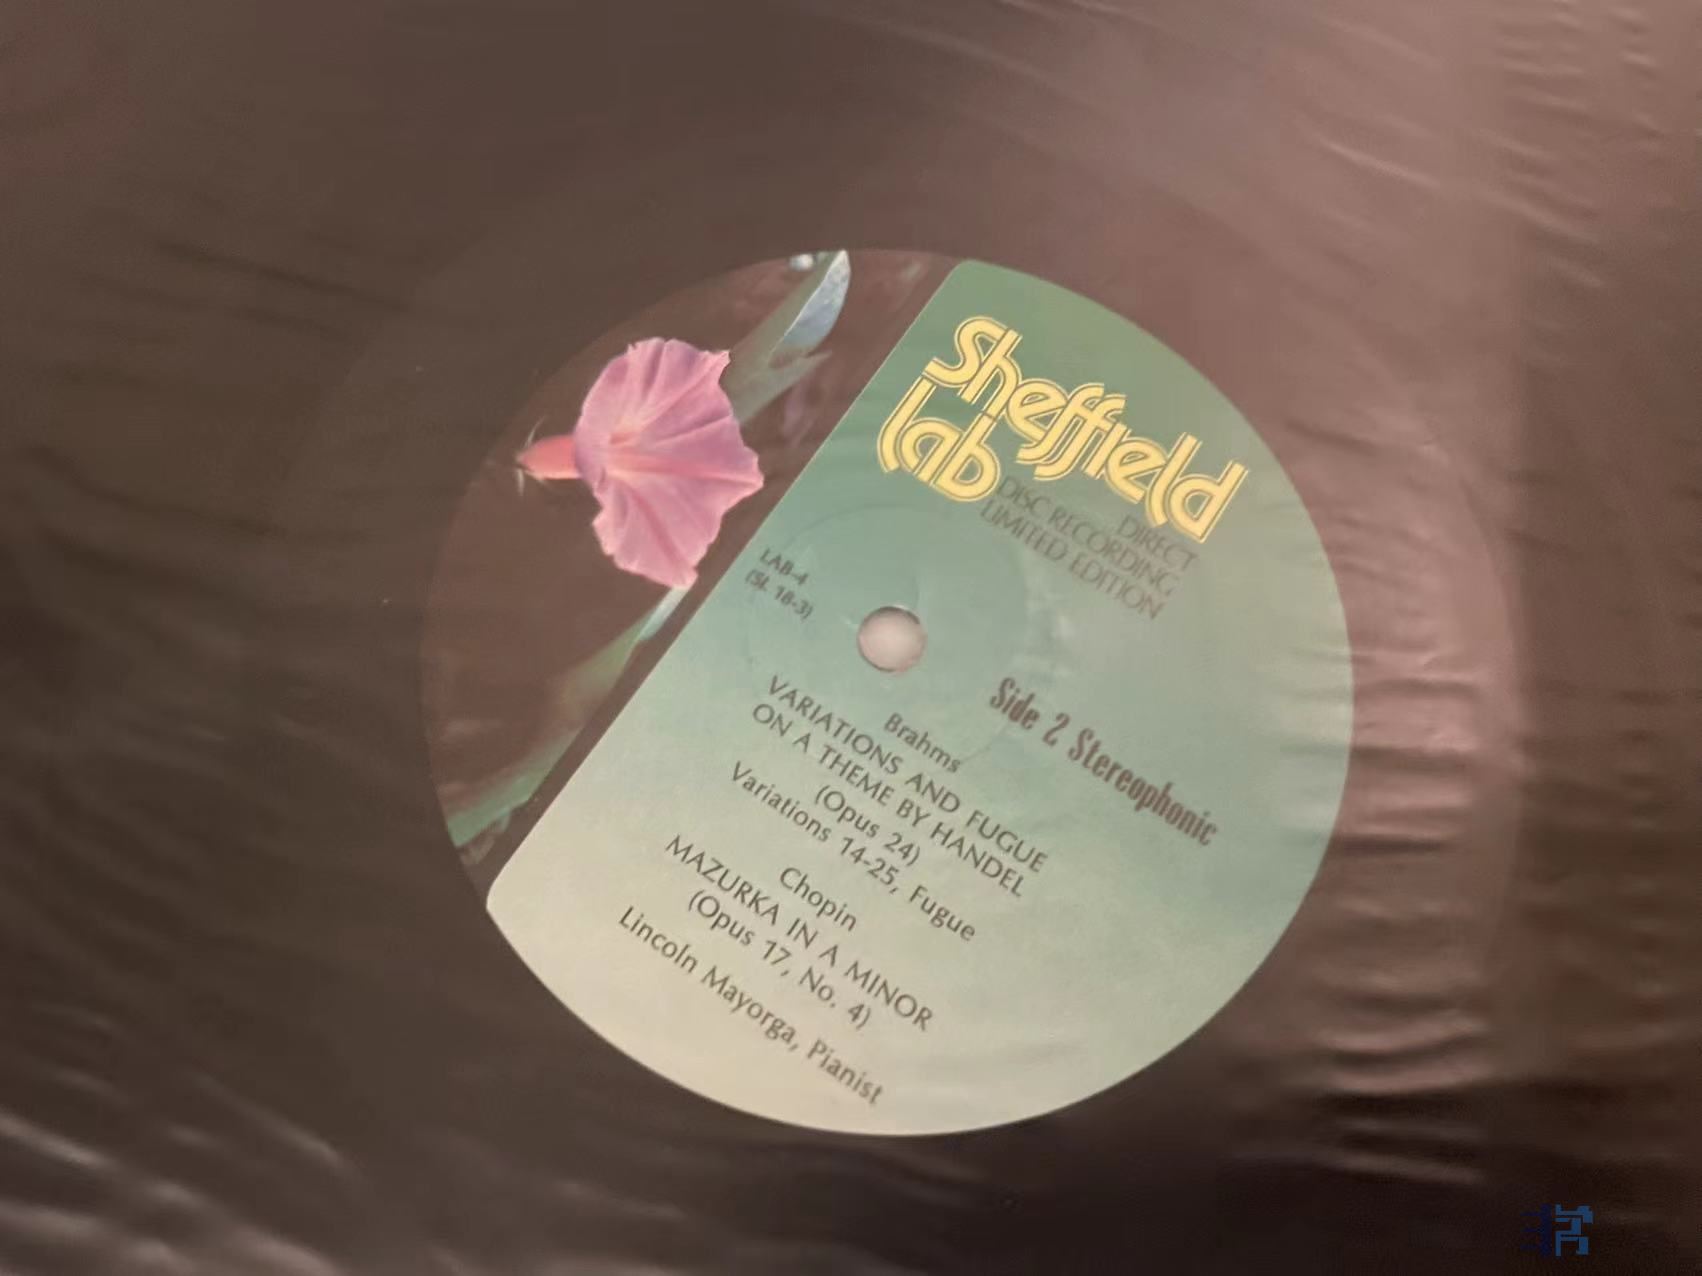 Sheffield
Lab
DIRECT
DISC RECORDING
LIMITED EDITION
LAB-4
(SL 18-3)
Side 2 Stereophonic
Brahms
VARIATIONS AND FUGUE
ON A THEME BY HANDEL
(Opus 24)
Variations 14-25, Fugue
Chopin
MAZURKA IN A MINOR
(Opus 17, No. 4)
Lincoln Mayorga, Pianist